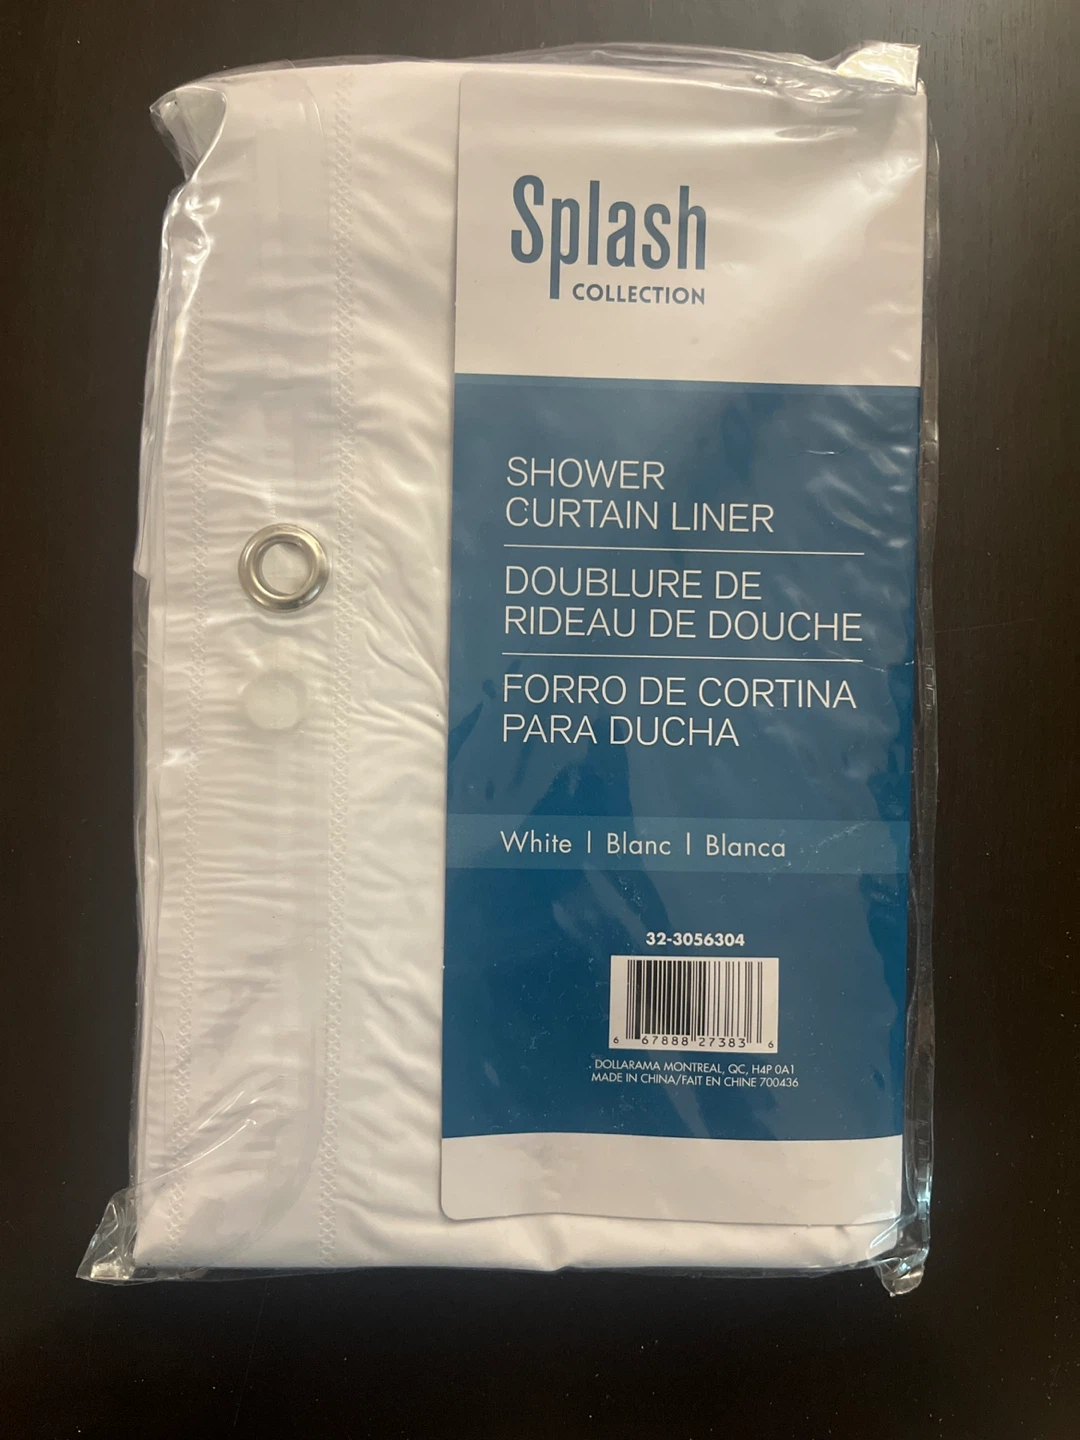 Splash
COLLECTION
SHOWER
CURTAIN LINER
DOUBLURE DE
RIDEAU DE DOUCHE
FORRO DE CORTINA
PARA DUCHA
White | Blanc | Blanca
32-3056304
6 67888 27383 6
DOLLARAMA MONTREAL, QC, H4P 0A1
MADE IN CHINA/FAIT EN CHINE 700436